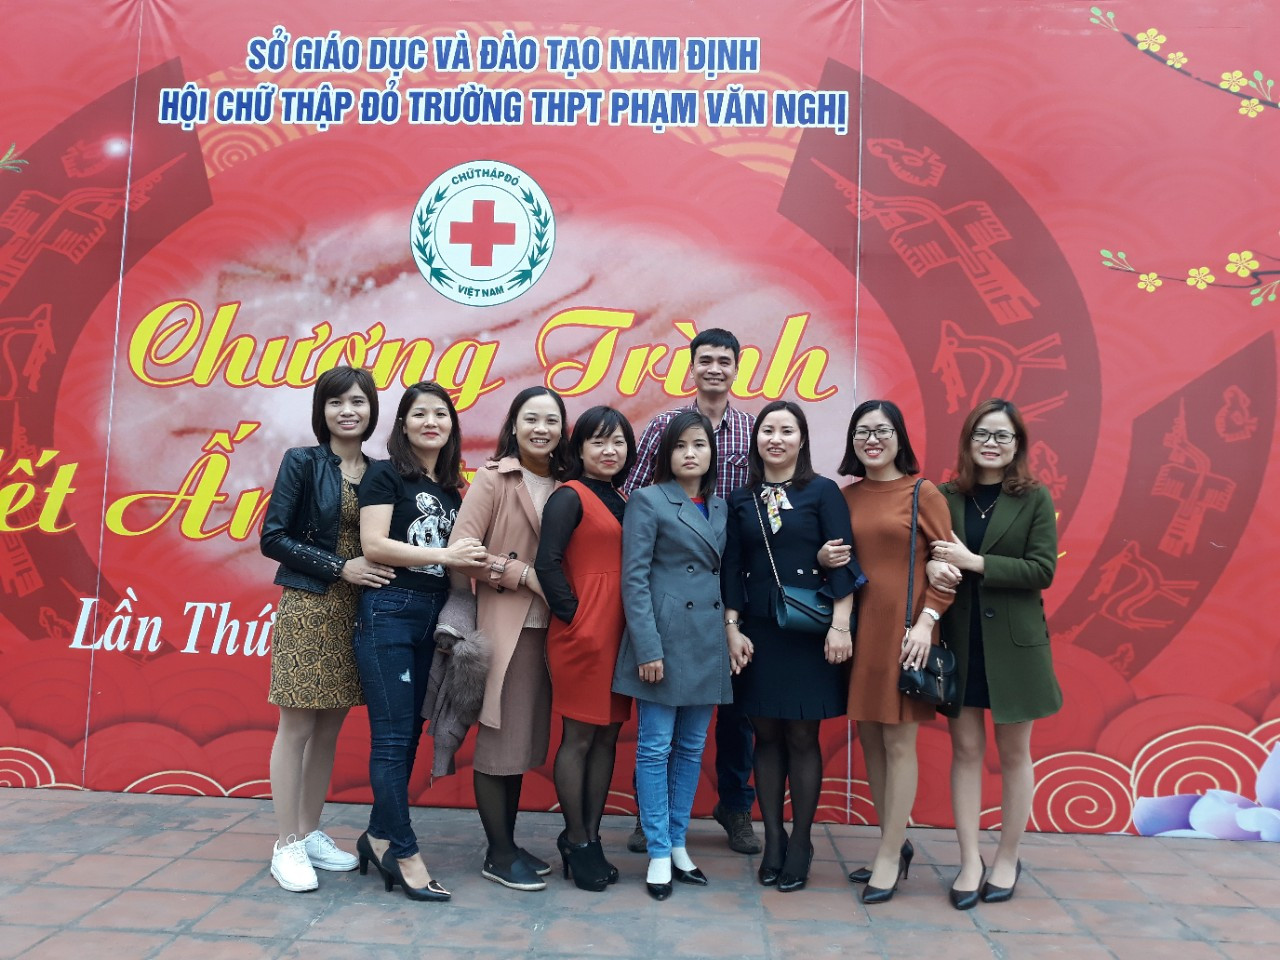 SỞ GIÁO DỤC VÀ ĐÀO TẠO NAM ĐỊNH
HỘI CHỮ THẬP ĐỎ TRƯỜNG THPT PHẠM VĂN NGHỊ
CHỮ THẬP ĐỎ
VIỆT NAM
Chương Trình
Ấm
Lần Thứ